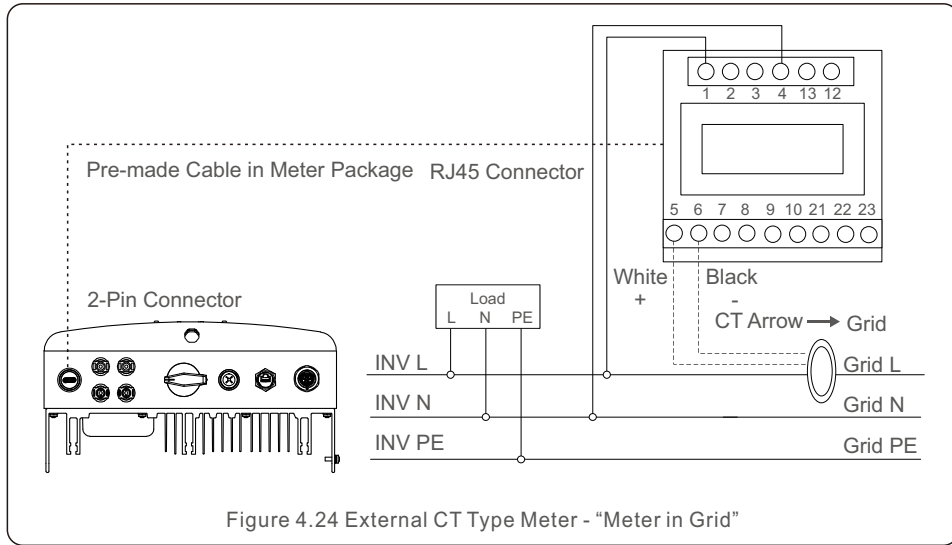 1 2 3 4 13 12
Pre-made Cable in Meter Package RJ45 Connector
5 6 7 8 9 10 21 22 23
White Black
+ -
2-Pin Connector
Load
L N PE
CT Arrow Grid
INV L Grid L
INV N Grid N
INV PE Grid PE
Figure 4.24 External CT Type Meter - “Meter in Grid”